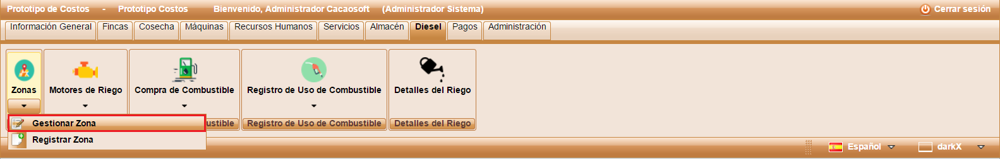 Prototipo de Costos - Prototipo Costos Bienvenido, Administrador Cacaosoft (Administrador Sistema) Cerrar sesión
Información General Fincas Cosecha Máquinas Recursos Humanos Servicios Almacén Diesel Pagos Administración
Zonas Motores de Riego Compra de Combustible Registro de Uso de Combustible Detalles del Riego
Gestionar Zona ustible Registro de Uso de Combustible Detalles del Riego
Registrar Zona
Español darkX